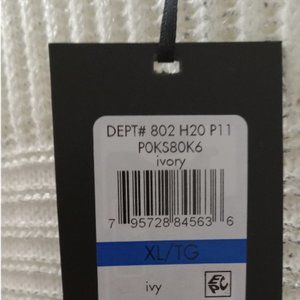 DEPT# 802 H20 P11
P0KS80K6
ivory
7 95728 84563 6
XL/TG
ivy